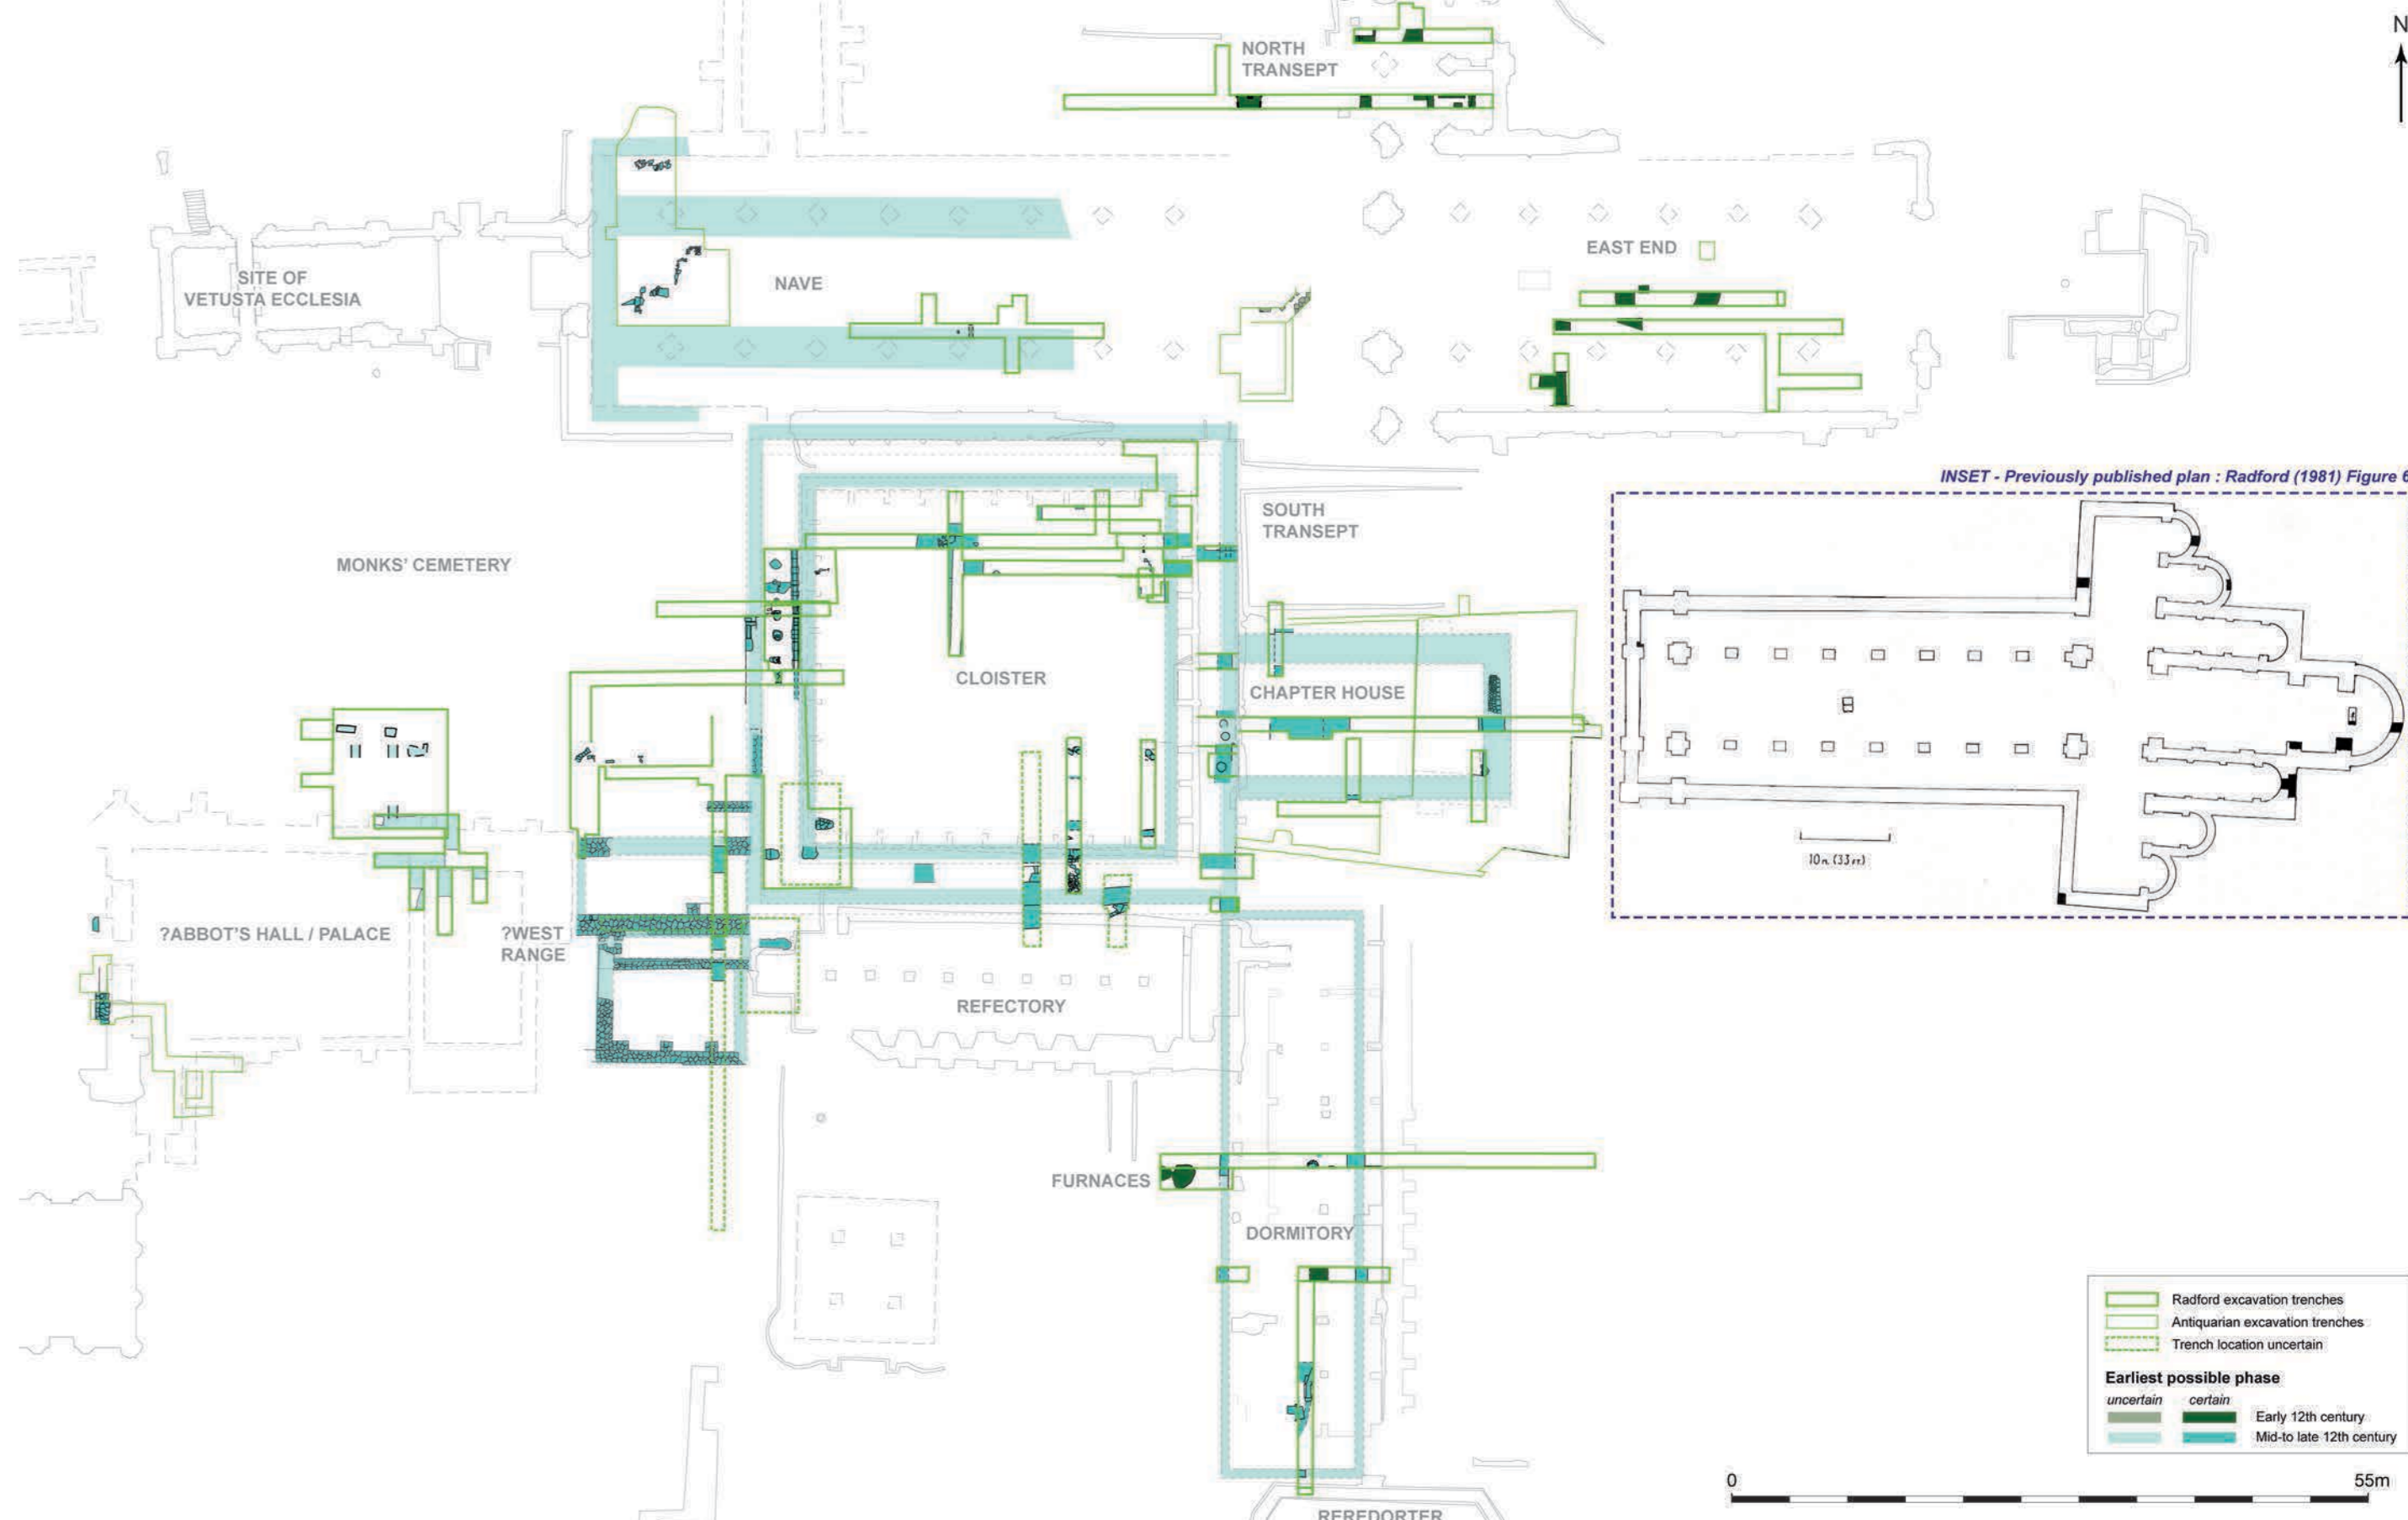 N
NORTH
TRANSEPT
EAST END
SITE OF
VETUSTA ECCLESIA
NAVE
INSET - Previously published plan : Radford (1981) Figure 6
SOUTH
TRANSEPT
MONKS' CEMETERY
CLOISTER
CHAPTER HOUSE
10 m. (33 FT.)
?ABBOT'S HALL / PALACE
?WEST
RANGE
REFECTORY
FURNACES
DORMITORY
REREDORTER
Radford excavation trenches
Antiquarian excavation trenches
Trench location uncertain
Earliest possible phase
uncertain certain
Early 12th century
Mid-to late 12th century
0 55m